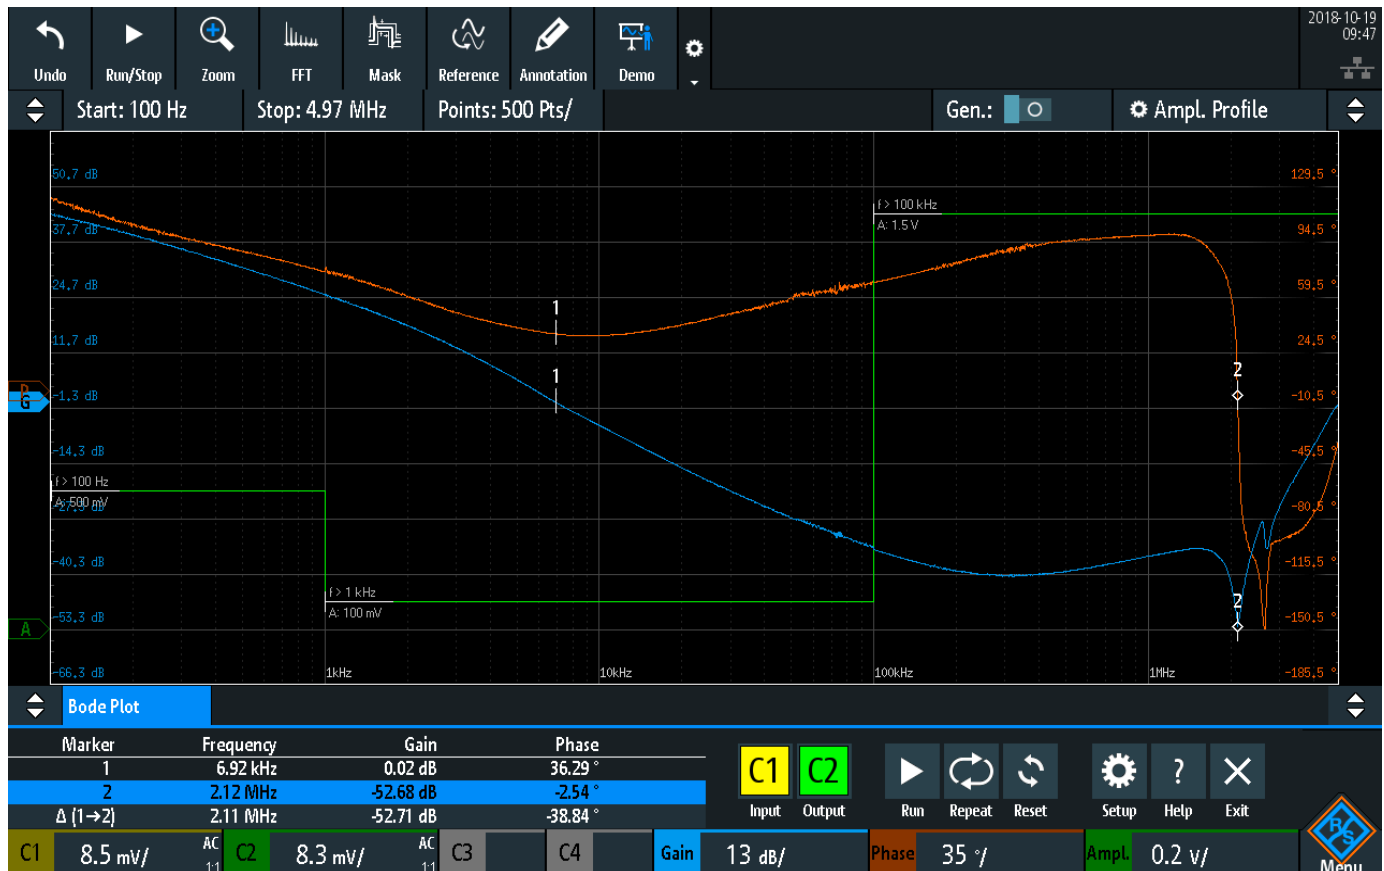 2018-10-19
09:47
Undo Run/Stop Zoom FFT Mask Reference Annotation Demo
Start: 100 Hz Stop: 4.97 MHz Points: 500 Pts/ Gen.: Ampl. Profile
50.7 dB 129.5 °
f > 100 kHz
A: 1.5 V
37.7 dB 94.5 °
24.7 dB 59.5 °
1
11.7 dB 24.5 °
1 2
P
G -1.3 dB -10.5 °
-14.3 dB -45.5 °
f > 100 Hz
A: 500 mV
-27.3 dB -80.5 °
-40.3 dB -115.5 °
f > 1 kHz
2
A: 100 mV
A -53.3 dB -150.5 °
-66.3 dB 1kHz 10kHz 100kHz 1MHz -185.5 °
Bode Plot
Marker Frequency Gain Phase
1 6.92 kHz 0.02 dB 36.29 °
2 2.12 MHz -52.68 dB -2.54 °
Δ (1→2) 2.11 MHz -52.71 dB -38.84 °
C1 C2 ?
Input Output Run Repeat Reset Setup Help Exit
C1 8.5 mV/ AC 1:1 C2 8.3 mV/ AC 1:1 C3 C4 Gain 13 dB/ Phase 35 °/ Ampl. 0.2 V/ R/S Menu